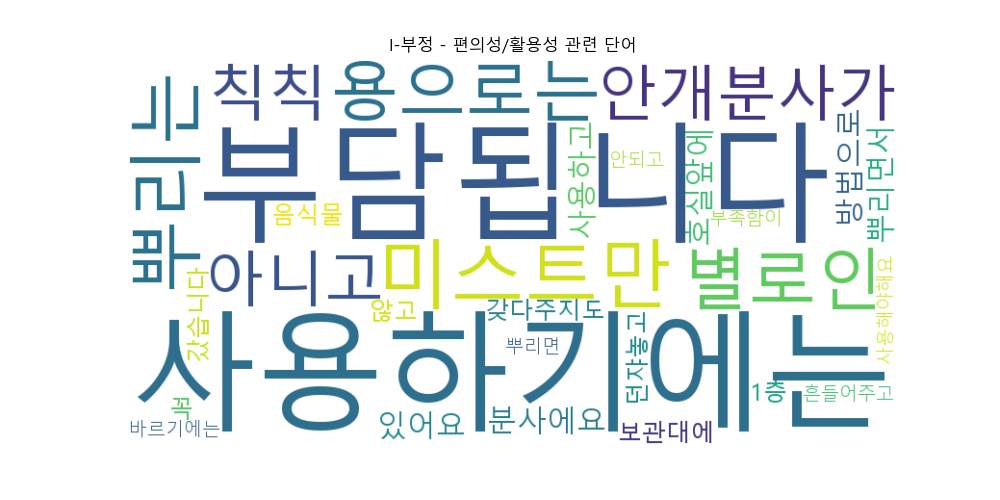 I-부정 - 편의성/활용성 관련 단어
칙칙
용으로는
안개분사가
뿌리는
부담됩니다
사용하고
안되고
호실앞에
부족함이
방법으로
뿌리면서
음식물
아니고
미스트만
별로인
갔습니다
않고
갖다주지도
사용해야해요
사용하기에는
뿌리면
던쟈놓고
1층
흔들어주고
꼭
바르기에는
있어요
분사에요
보관대에